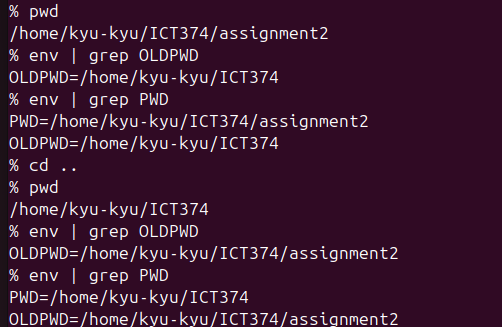 % pwd
/home/kyu-kyu/ICT374/assignment2
% env | grep OLDPWD
OLDPWD=/home/kyu-kyu/ICT374
% env | grep PWD
PWD=/home/kyu-kyu/ICT374/assignment2
OLDPWD=/home/kyu-kyu/ICT374
% cd ..
% pwd
/home/kyu-kyu/ICT374
% env | grep OLDPWD
OLDPWD=/home/kyu-kyu/ICT374/assignment2
% env | grep PWD
PWD=/home/kyu-kyu/ICT374
OLDPWD=/home/kyu-kyu/ICT374/assignment2